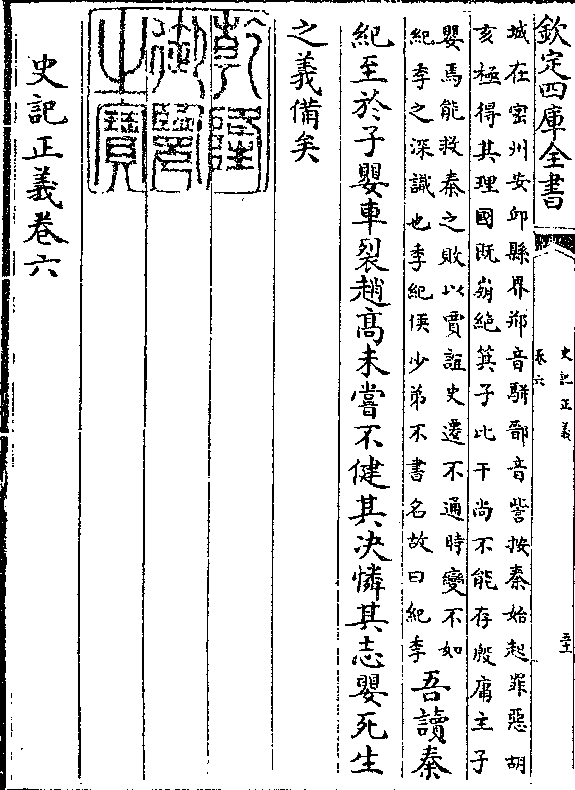 欽定四庫全書
史記正義
卷六
城在密州安邱縣界郱音駢鄑音訾按秦始起罪惡胡
亥極得其理國既崩絶箕子比干尚不能存殷庸主子
嬰焉能救秦之敗以賈誼史遷不通時變不如
紀季之深識也季紀侯少弟不書名故曰紀季
吾讀秦
紀至於子嬰車裂趙高未嘗不健其决憐其志嬰死生
之義備矣
乾隆
御覽
之寶
史記正義卷六